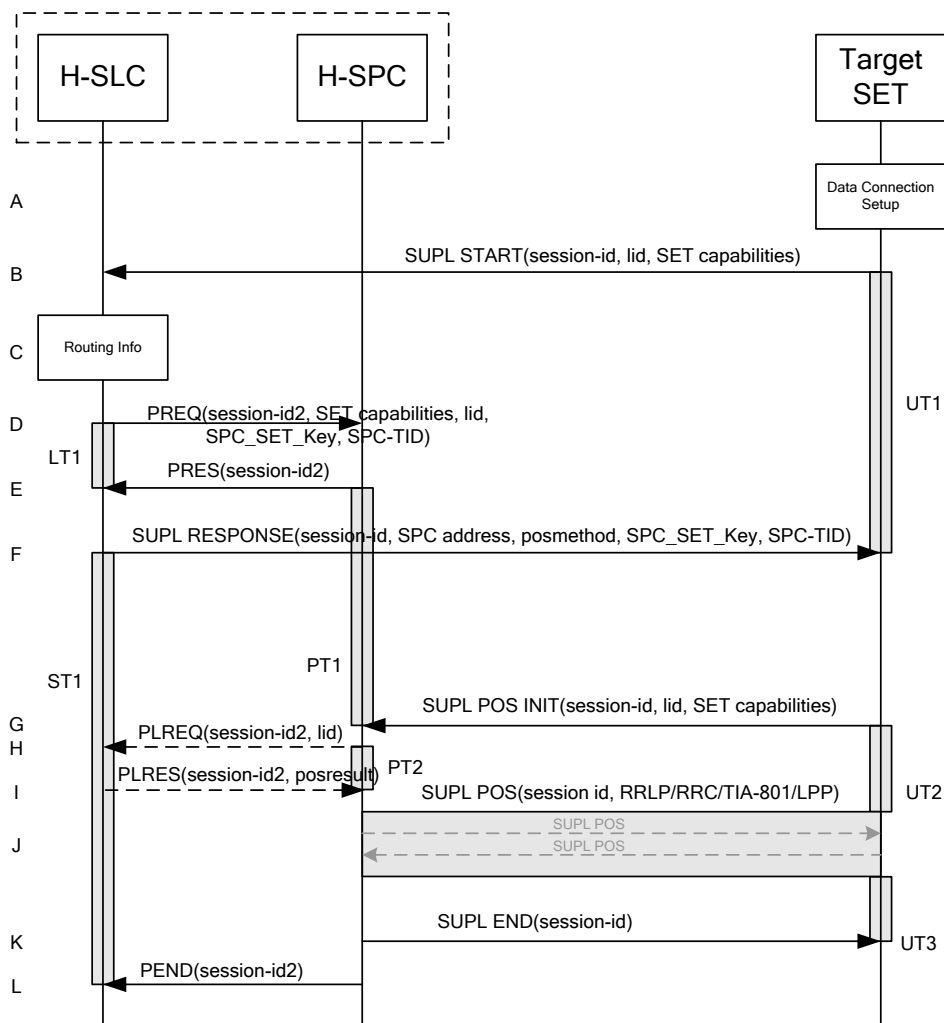 H-SLC
H-SPC
Target
SET
A
Data Connection
Setup
B
SUPL START(session-id, lid, SET capabilities)
C
Routing Info
UT1
D
PREQ(session-id2, SET capabilities, lid,
SPC_SET_Key, SPC-TID)
LT1
E
PRES(session-id2)
F
SUPL RESPONSE(session-id, SPC address, posmethod, SPC_SET_Key, SPC-TID)
ST1
PT1
G
SUPL POS INIT(session-id, lid, SET capabilities)
H
PLREQ(session-id2, lid)
PT2
I
PLRES(session-id2, posresult)
SUPL POS(session id, RRLP/RRC/TIA-801/LPP)
UT2
J
SUPL POS
SUPL POS
K
SUPL END(session-id)
UT3
L
PEND(session-id2)